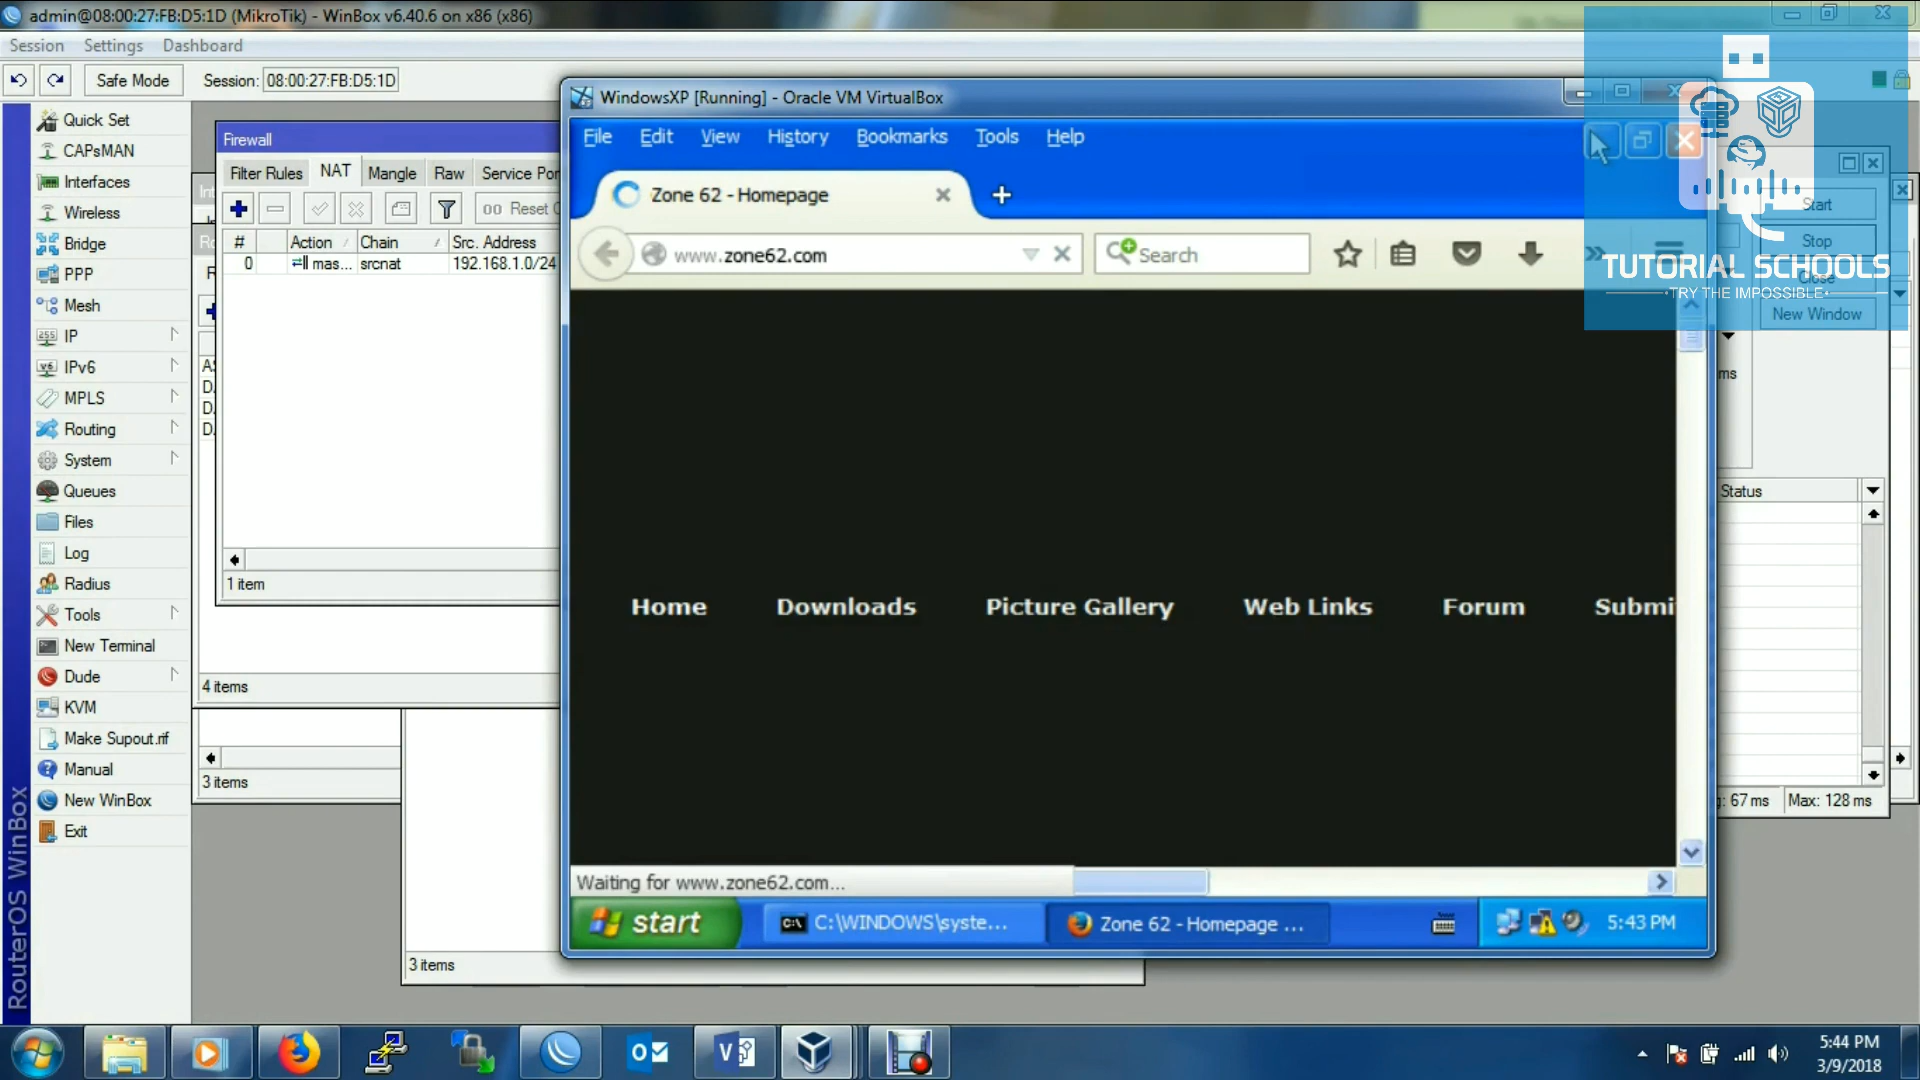 admin@08:00:27:FB:D5:1D (MikroTik) - WinBox v6.40.6 on x86 (x86)
Session Settings Dashboard
Safe Mode Session: 08:00:27:FB:D5:1D
Quick Set
CAPsMAN
Interfaces
Wireless
Bridge
PPP
Mesh
IP
IPv6
MPLS
Routing
System
Queues
Files
Log
Radius
Tools
New Terminal
Dude
KVM
Make Supout.rif
Manual
New WinBox
Exit
RouterOS WinBox
Firewall
Filter Rules NAT Mangle Raw Service Por
00 Reset C
# Action Chain Src. Address
0 mas... srcnat 192.168.1.0/24
1 item
4 items
3 items
3 items
WindowsXP [Running] - Oracle VM VirtualBox
File Edit View History Bookmarks Tools Help
Zone 62 - Homepage
www.zone62.com Search
Home Downloads Picture Gallery Web Links Forum Submi
Waiting for www.zone62.com...
start C:\WINDOWS\syste... Zone 62 - Homepage ... 5:43 PM
TUTORIAL SCHOOLS
TRY THE IMPOSSIBLE
Start
Stop
Close
New Window
ms
Status
: 67 ms Max: 128 ms
5:44 PM
3/9/2018